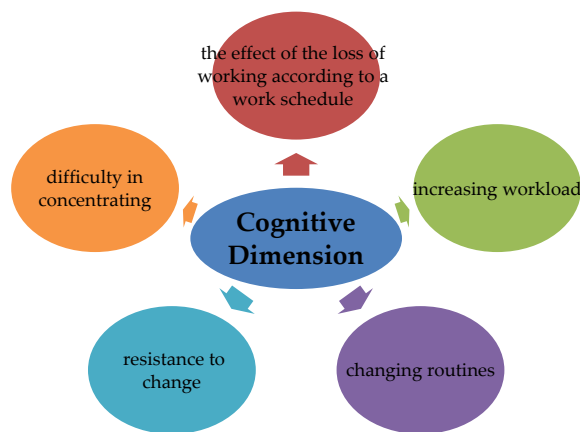 the effect of the loss of
working according to a
work schedule
difficulty in
concentrating
increasing workload
Cognitive
Dimension
resistance to
change
changing routines